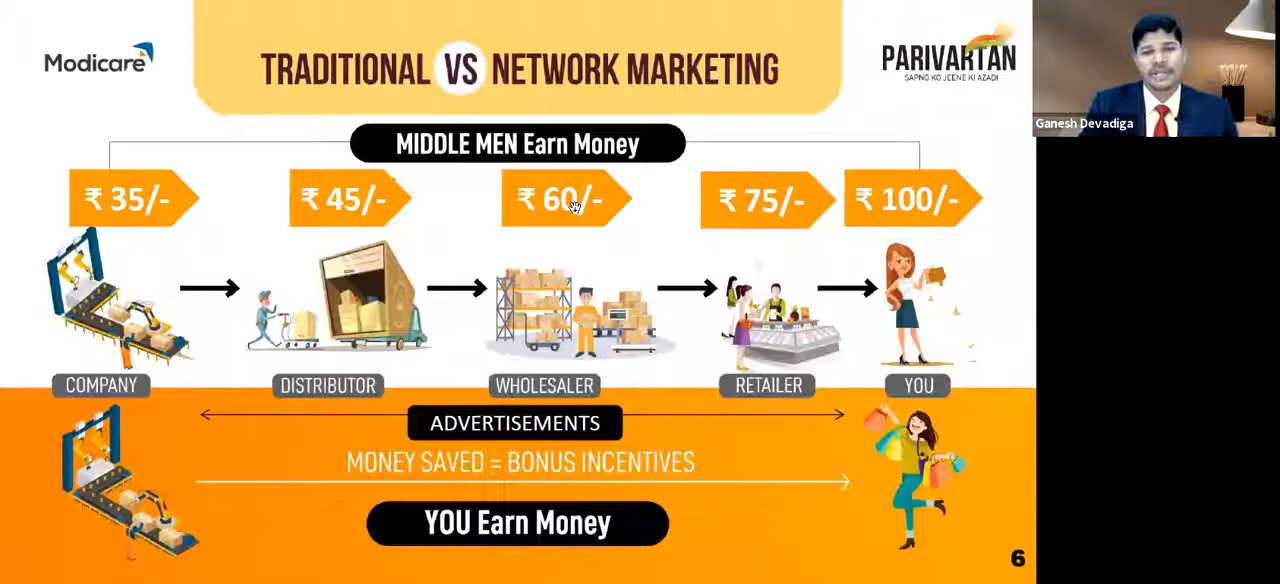 Modicare
TRADITIONAL VS NETWORK MARKETING
PARIVARTAN
SAPNO KO JEENE KI AZADI
Ganesh Devadiga
MIDDLE MEN Earn Money
₹ 35/-
₹ 45/-
₹ 60/-
₹ 75/-
₹ 100/-
COMPANY
DISTRIBUTOR
WHOLESALER
RETAILER
YOU
ADVERTISEMENTS
MONEY SAVED = BONUS INCENTIVES
YOU Earn Money
6